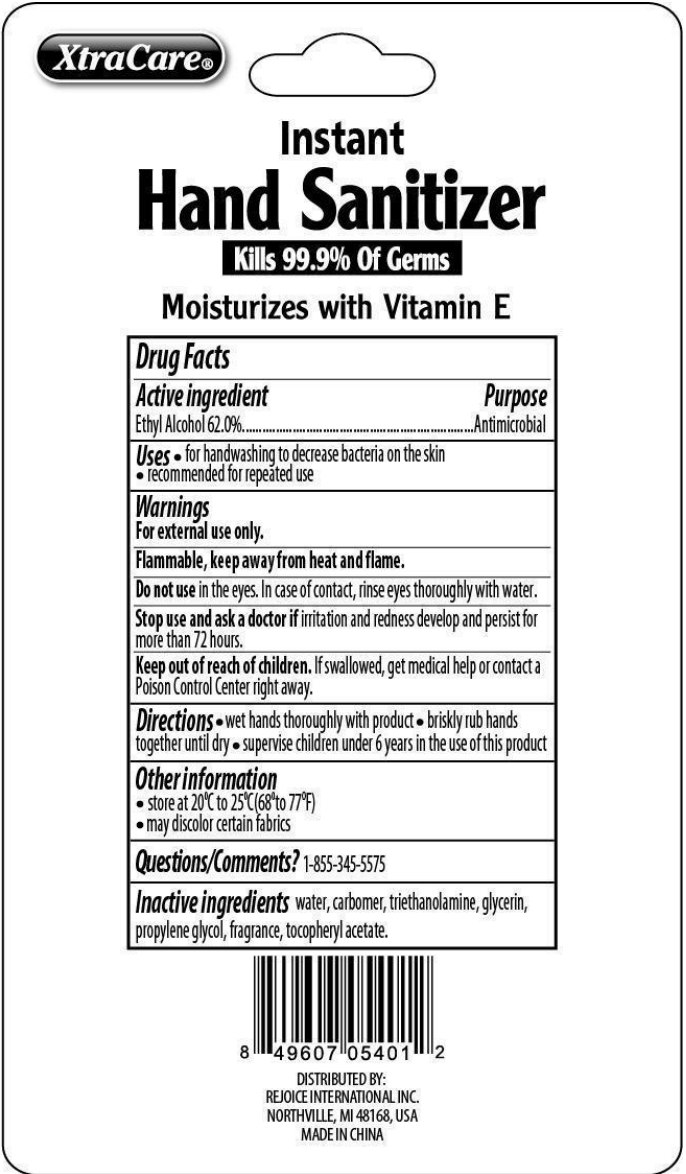 XtraCare®
Instant
Hand Sanitizer
Kills 99.9% Of Germs
Moisturizes with Vitamin E
Drug Facts
Active ingredient Purpose
Ethyl Alcohol 62.0%......................................................................Antimicrobial
Uses • for handwashing to decrease bacteria on the skin
• recommended for repeated use
Warnings
For external use only.
Flammable, keep away from heat and flame.
Do not use in the eyes. In case of contact, rinse eyes thoroughly with water.
Stop use and ask a doctor if irritation and redness develop and persist for
more than 72 hours.
Keep out of reach of children. If swallowed, get medical help or contact a
Poison Control Center right away.
Directions • wet hands thoroughly with product • briskly rub hands
together until dry • supervise children under 6 years in the use of this product
Other information
• store at 20⁰C to 25⁰C(68⁰to 77⁰F)
• may discolor certain fabrics
Questions/Comments? 1-855-345-5575
Inactive ingredients water, carbomer, triethanolamine, glycerin,
propylene glycol, fragrance, tocopheryl acetate.
8 49607 05401 2
DISTRIBUTED BY:
REJOICE INTERNATIONAL INC.
NORTHVILLE, MI 48168, USA
MADE IN CHINA